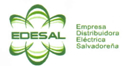 EDESAL
Empresa
Distribuidora
Eléctrica
Salvadoreña